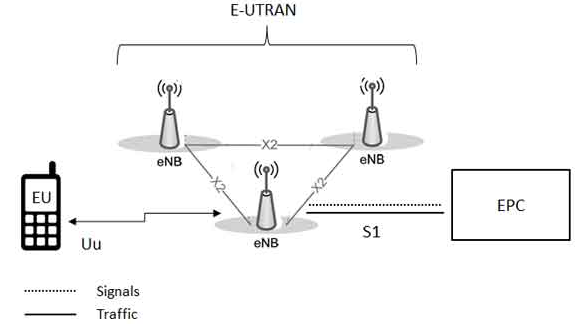 E-UTRAN
eNB
X2
eNB
X2
X2
EU
Uu
eNB
S1
EPC
Signals
Traffic